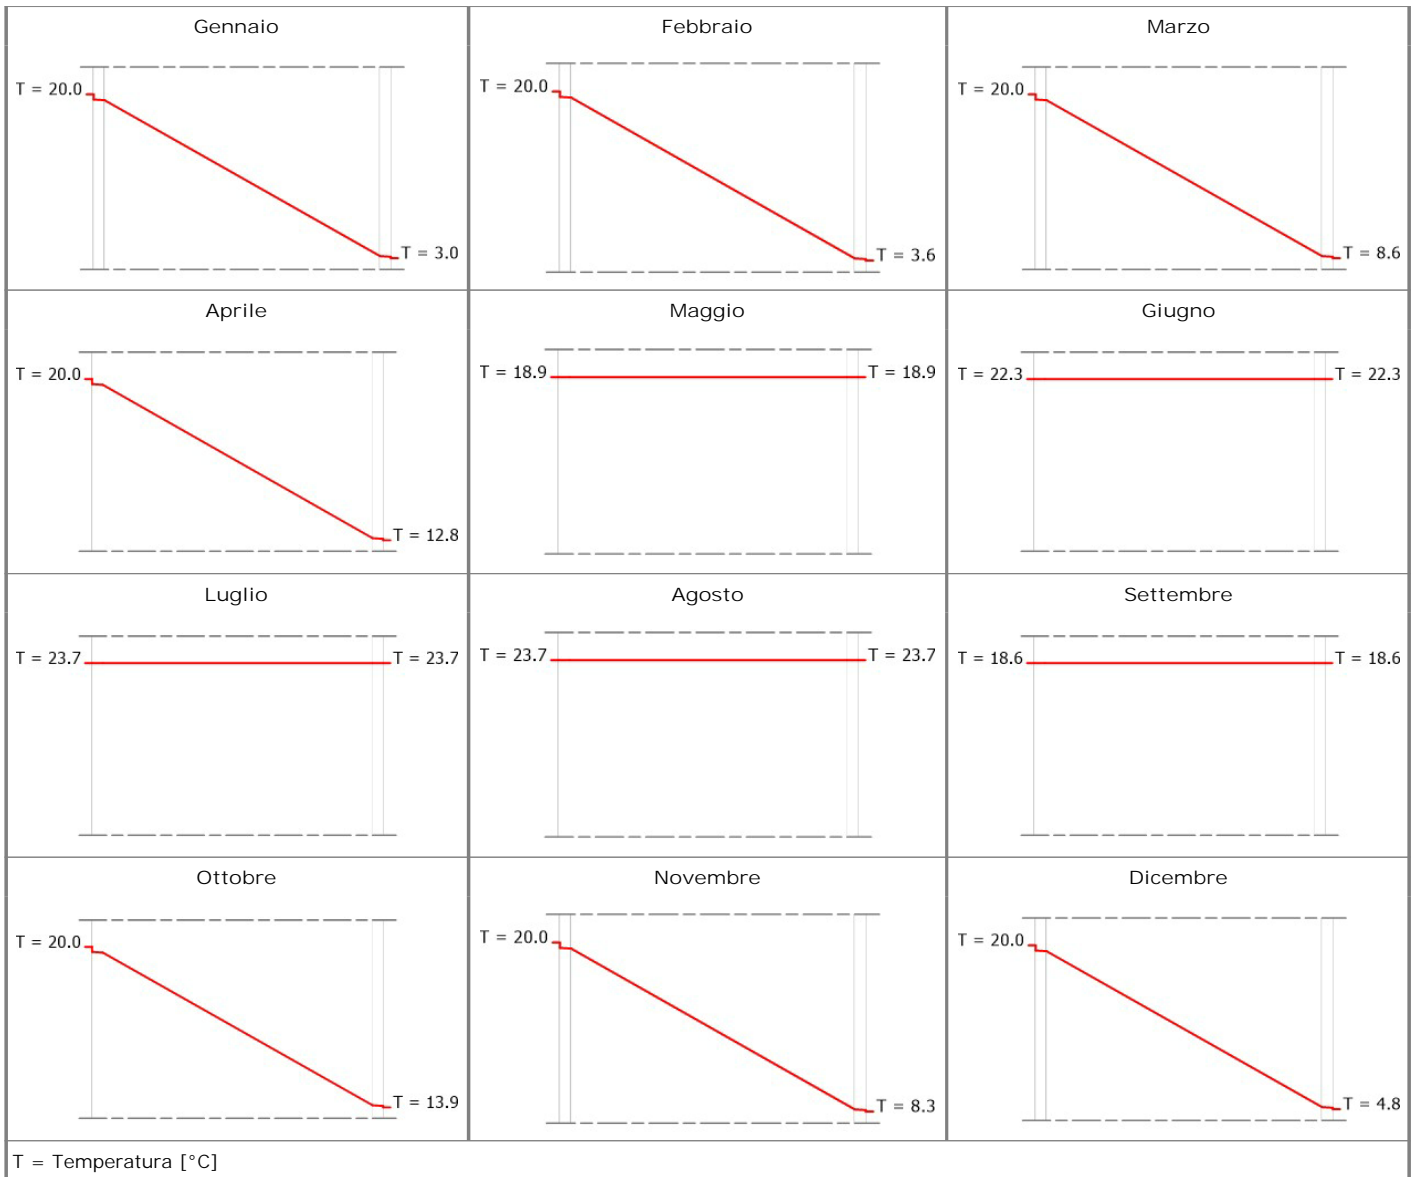 Gennaio
Febbraio
Marzo
T = 20.0
T = 3.0
T = 20.0
T = 3.6
T = 20.0
T = 8.6
Aprile
Maggio
Giugno
T = 20.0
T = 12.8
T = 18.9
T = 18.9
T = 22.3
T = 22.3
Luglio
Agosto
Settembre
T = 23.7
T = 23.7
T = 23.7
T = 23.7
T = 18.6
T = 18.6
Ottobre
Novembre
Dicembre
T = 20.0
T = 13.9
T = 20.0
T = 8.3
T = 20.0
T = 4.8
T = Temperatura [°C]